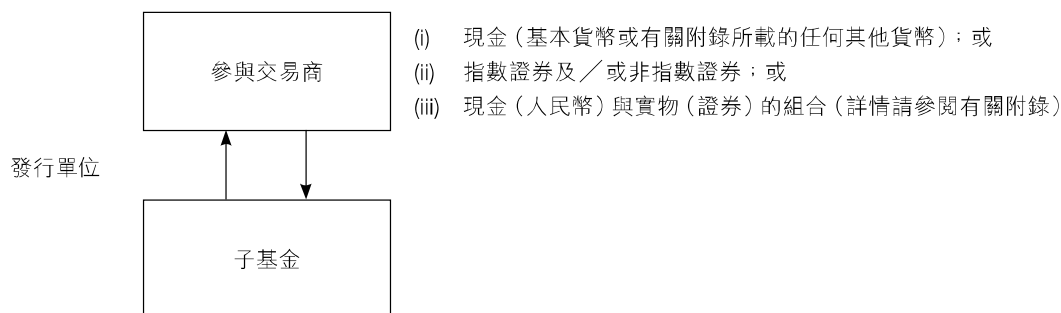 參與交易商
(i) 現金（基本貨幣或有關附錄所載的任何其他貨幣）；或
(ii) 指數證券及／或非指數證券；或
(iii) 現金（人民幣）與實物（證券）的組合（詳情請參閱有關附錄）
發行單位
子基金